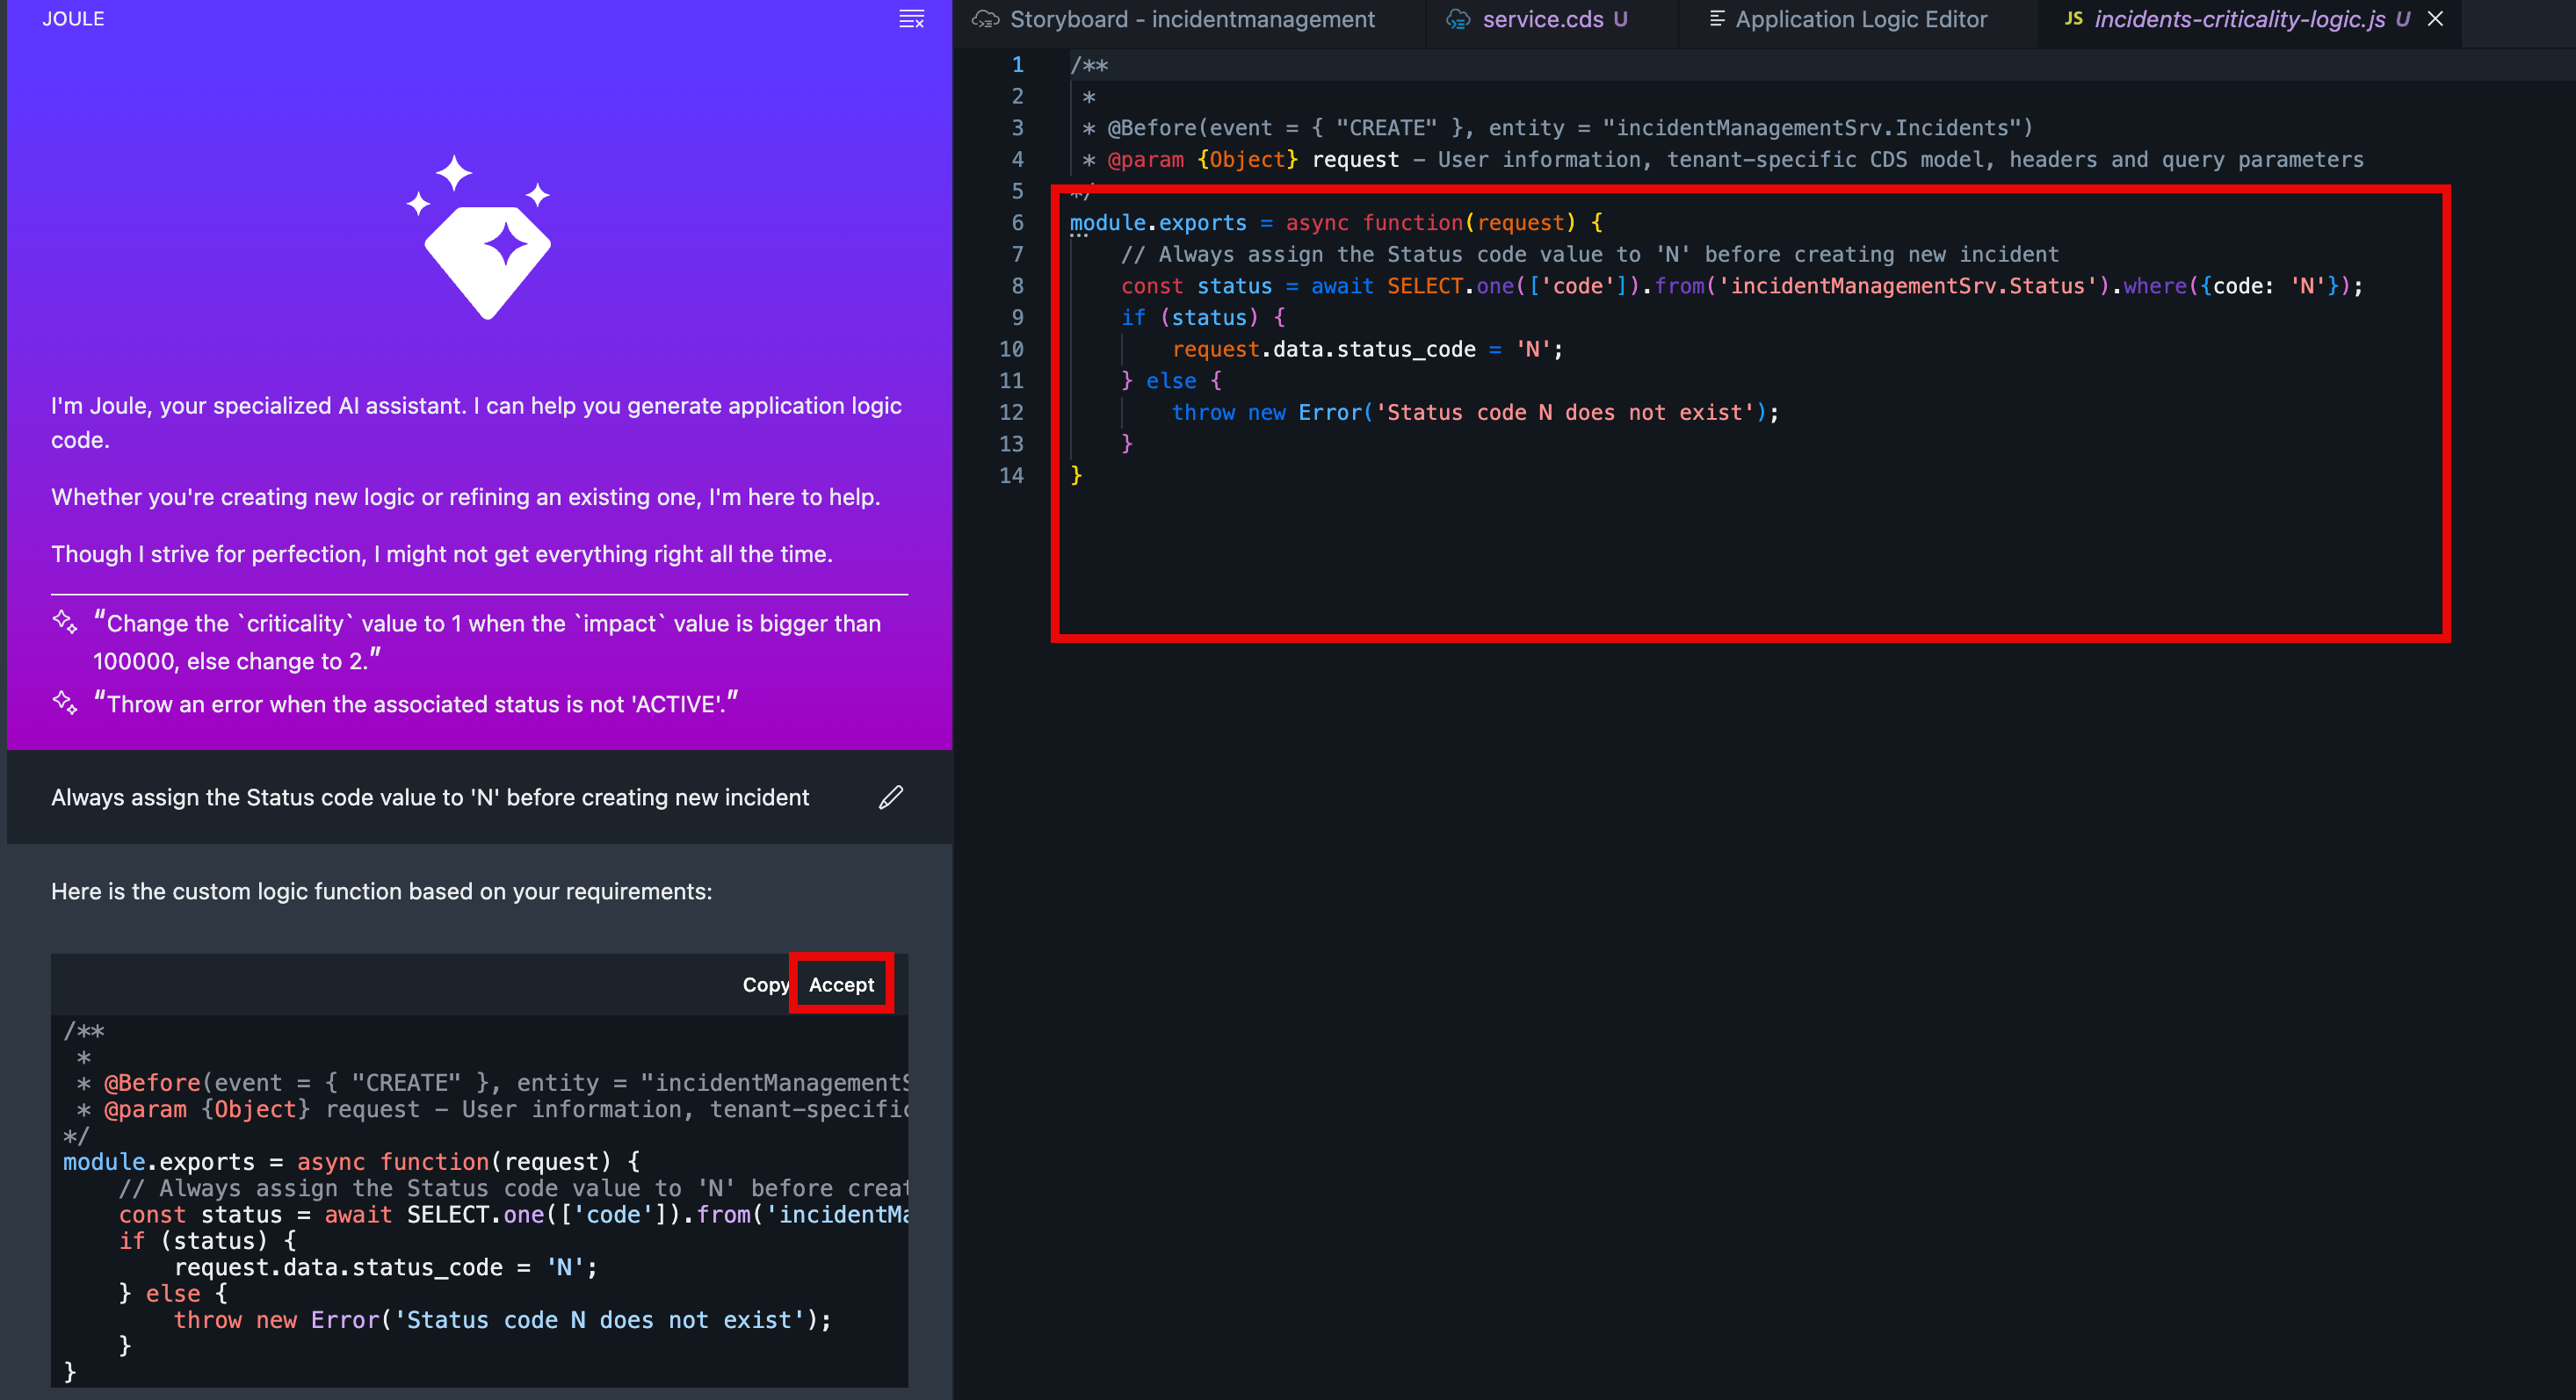 JOULE
I'm Joule, your specialized AI assistant. I can help you generate application logic
code.
Whether you're creating new logic or refining an existing one, I'm here to help.
Though I strive for perfection, I might not get everything right all the time.
“Change the `criticality` value to 1 when the `impact` value is bigger than
100000, else change to 2.”
“Throw an error when the associated status is not 'ACTIVE'.”
Always assign the Status code value to 'N' before creating new incident
Here is the custom logic function based on your requirements:
Copy Accept
/**
 *
 * @Before(event = { "CREATE" }, entity = "incidentManagementS
 * @param {Object} request - User information, tenant-specific
*/
module.exports = async function(request) {
    // Always assign the Status code value to 'N' before creat
    const status = await SELECT.one(['code']).from('incidentMa
    if (status) {
        request.data.status_code = 'N';
    } else {
        throw new Error('Status code N does not exist');
    }
}
Storyboard - incidentmanagement
service.cds U
Application Logic Editor
JS incidents-criticality-logic.js U
1 /**
2  *
3  * @Before(event = { "CREATE" }, entity = "incidentManagementSrv.Incidents")
4  * @param {Object} request - User information, tenant-specific CDS model, headers and query parameters
5 */
6 module.exports = async function(request) {
7     // Always assign the Status code value to 'N' before creating new incident
8     const status = await SELECT.one(['code']).from('incidentManagementSrv.Status').where({code: 'N'});
9     if (status) {
10         request.data.status_code = 'N';
11     } else {
12         throw new Error('Status code N does not exist');
13     }
14 }